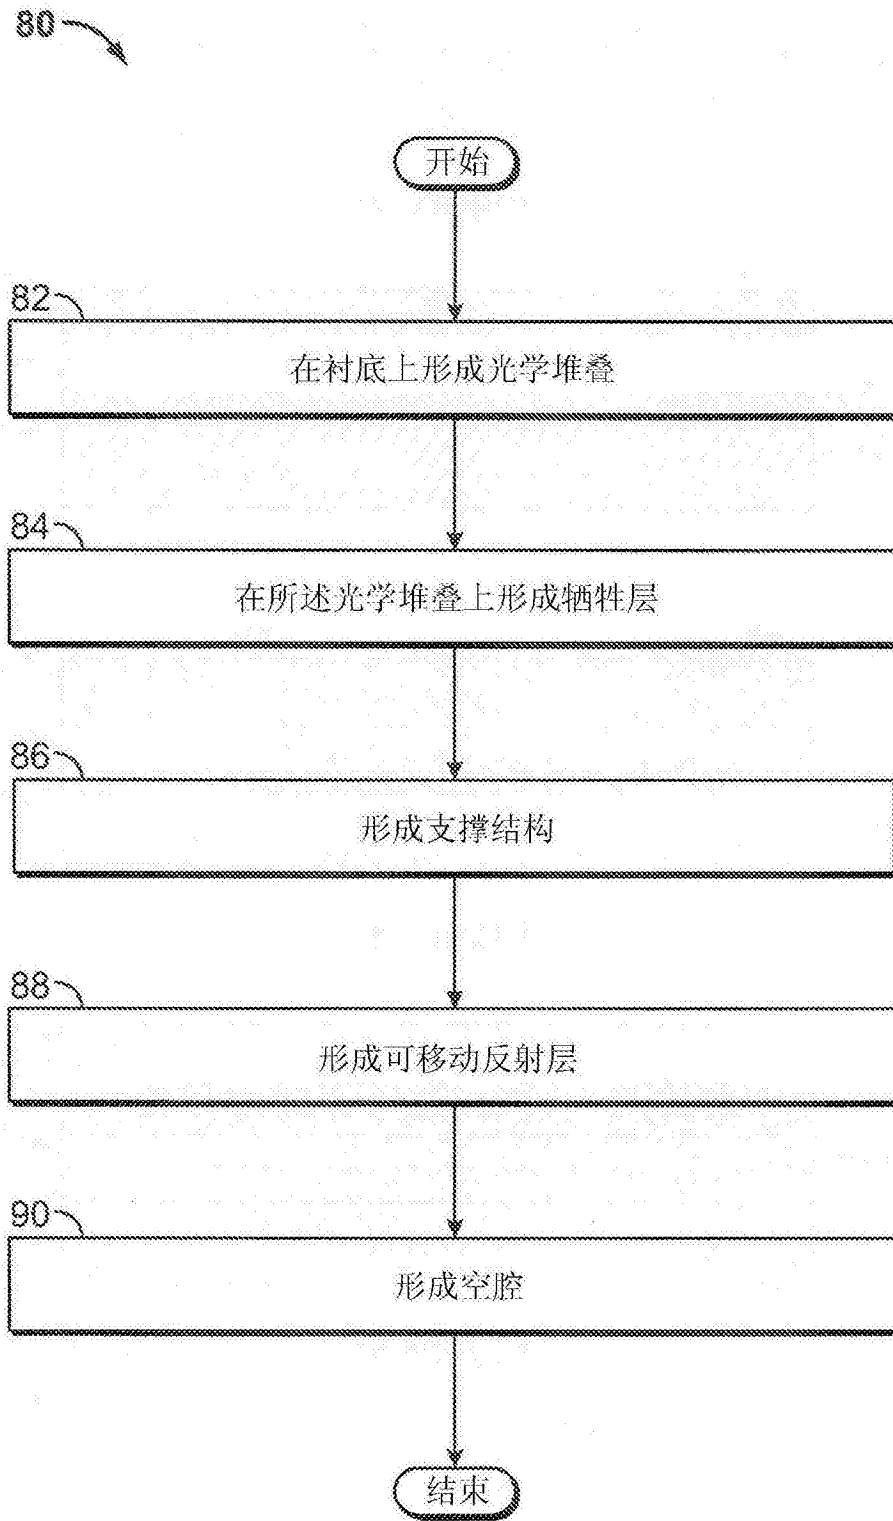 80
开始
82
在衬底上形成光学堆叠
84
在所述光学堆叠上形成牺牲层
86
形成支撑结构
88
形成可移动反射层
90
形成空腔
结束